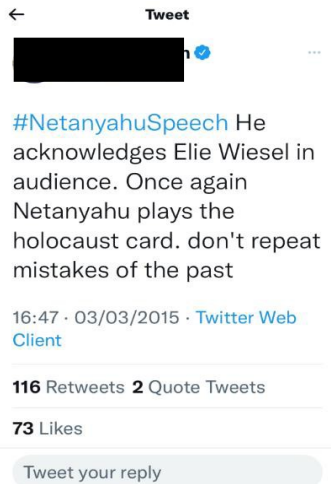 Tweet
n
#NetanyahuSpeech He
acknowledges Elie Wiesel in
audience. Once again
Netanyahu plays the
holocaust card. don't repeat
mistakes of the past
16:47 · 03/03/2015 · Twitter Web
Client
116 Retweets 2 Quote Tweets
73 Likes
Tweet your reply